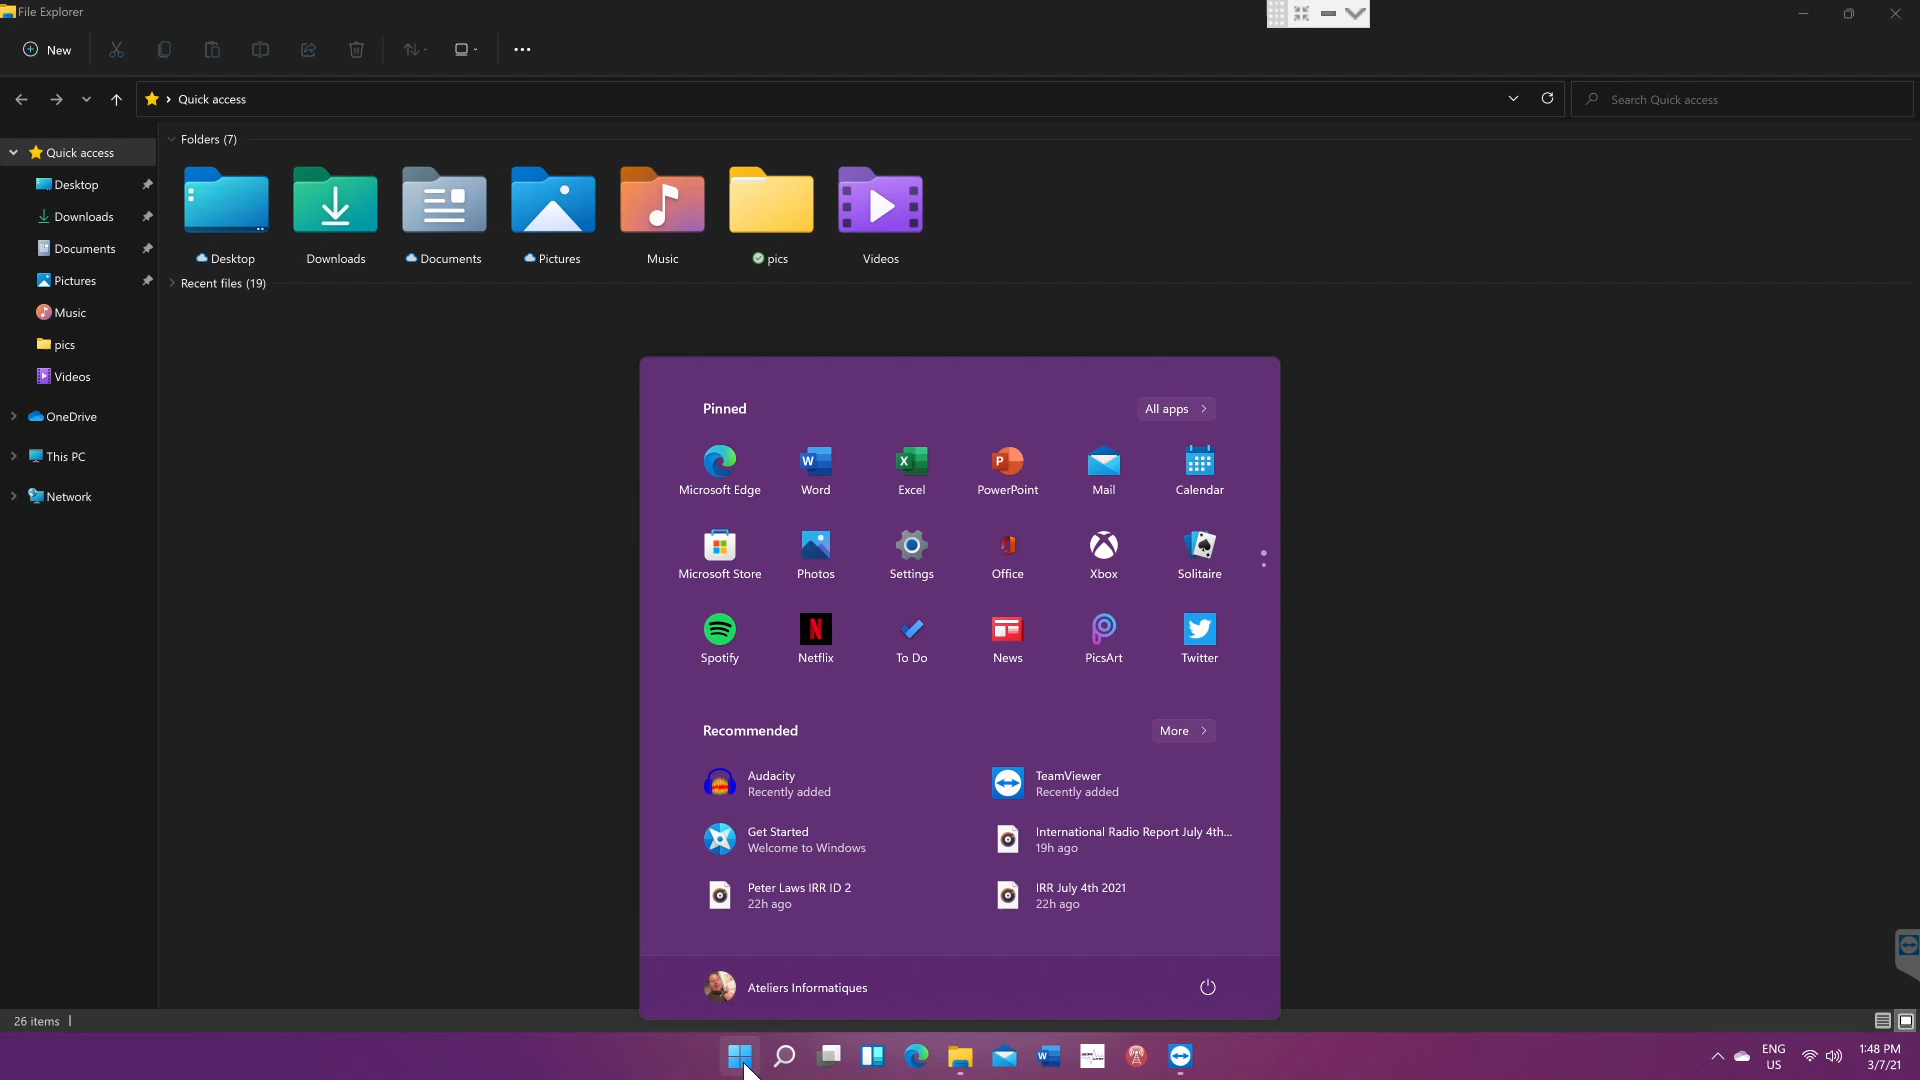 File Explorer
New
Quick access
Search Quick access
Quick access
Desktop
Downloads
Documents
Pictures
Music
pics
Videos
OneDrive
This PC
Network
Folders (7)
Desktop
Downloads
Documents
Pictures
Music
pics
Videos
Recent files (19)
Pinned
All apps
Microsoft Edge
Word
Excel
PowerPoint
Mail
Calendar
Microsoft Store
Photos
Settings
Office
Xbox
Solitaire
Spotify
Netflix
To Do
News
PicsArt
Twitter
Recommended
More
Audacity
Recently added
TeamViewer
Recently added
Get Started
Welcome to Windows
International Radio Report July 4th...
19h ago
Peter Laws IRR ID 2
22h ago
IRR July 4th 2021
22h ago
Ateliers Informatiques
26 items
ENG
US
1:48 PM
3/7/21